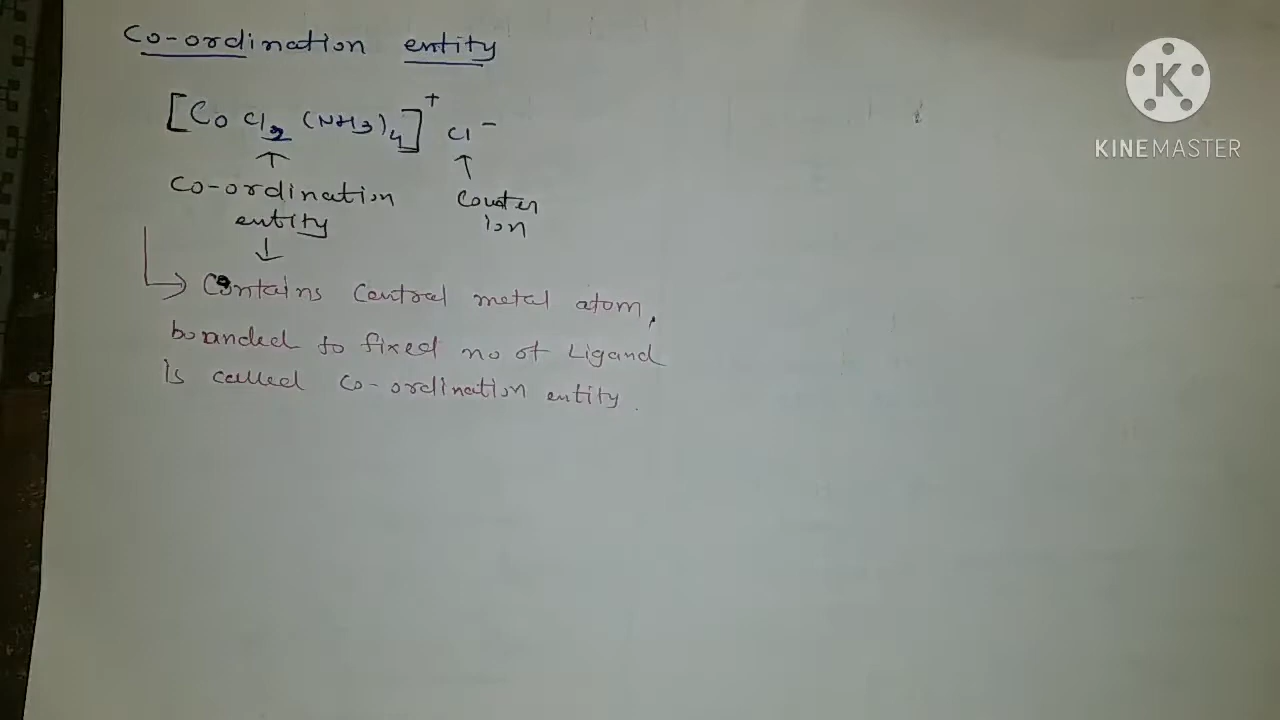 Co-ordination entity
[Co Cl2 (NH3)4]+ Cl-
↑ ↑
Co-ordination entity
Counter ion
↓
Contains central metal atom,
bounded to fixed no of Ligand
Is called Co-ordination entity.
K
KINEMASTER